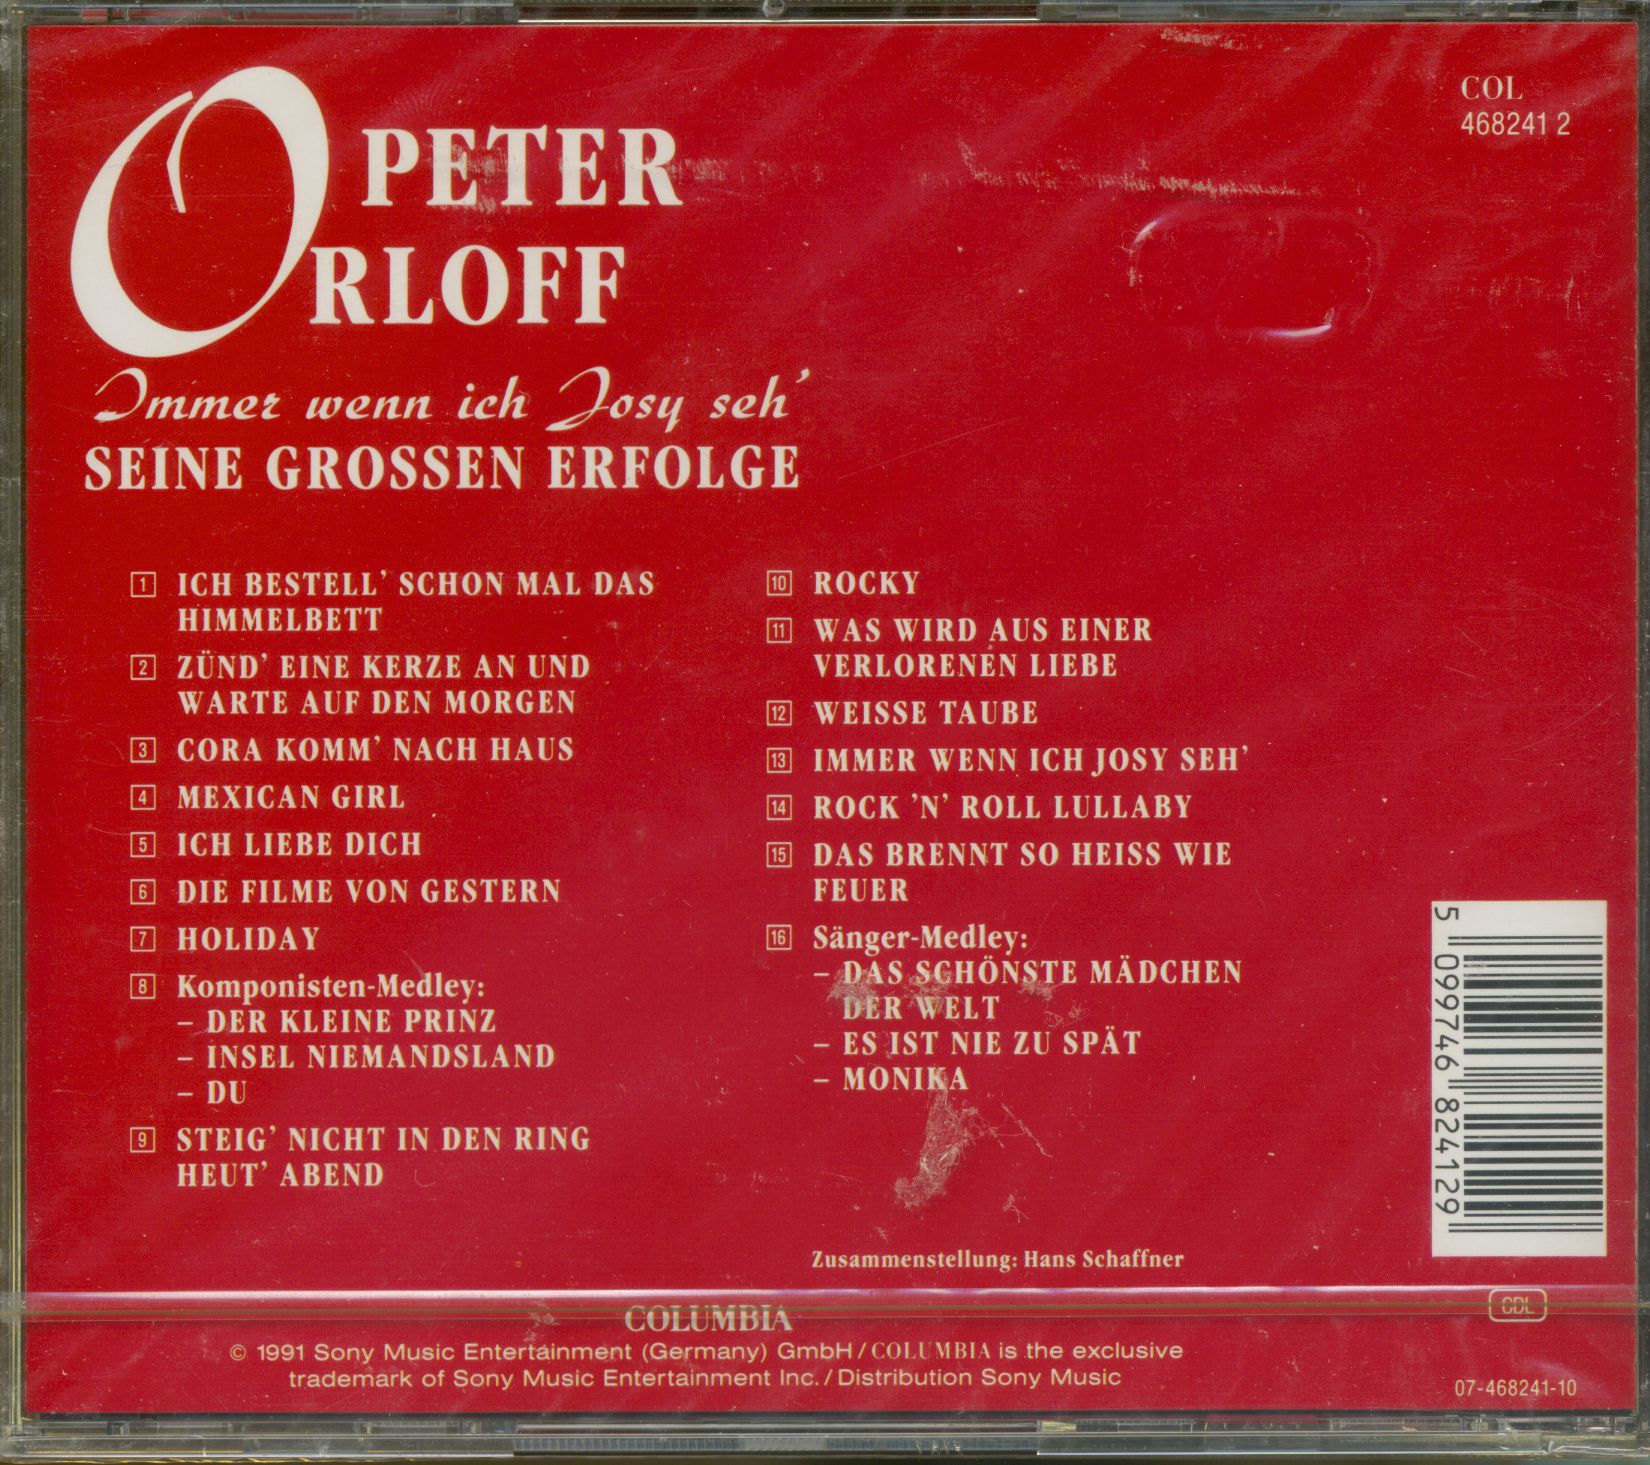 PETER
ORLOFF
Immer wenn ich Josy seh'
SEINE GROSSEN ERFOLGE
COL
468241 2
1 ICH BESTELL' SCHON MAL DAS
HIMMELBETT
2 ZÜND' EINE KERZE AN UND
WARTE AUF DEN MORGEN
3 CORA KOMM' NACH HAUS
4 MEXICAN GIRL
5 ICH LIEBE DICH
6 DIE FILME VON GESTERN
7 HOLIDAY
8 Komponisten-Medley:
– DER KLEINE PRINZ
– INSEL NIEMANDSLAND
– DU
9 STEIG' NICHT IN DEN RING
HEUT' ABEND
10 ROCKY
11 WAS WIRD AUS EINER
VERLORENEN LIEBE
12 WEISSE TAUBE
13 IMMER WENN ICH JOSY SEH'
14 ROCK 'N' ROLL LULLABY
15 DAS BRENNT SO HEISS WIE
FEUER
16 Sänger-Medley:
– DAS SCHÖNSTE MÄDCHEN
DER WELT
– ES IST NIE ZU SPÄT
– MONIKA
5 099746 824129
Zusammenstellung: Hans Schaffner
CDL
COLUMBIA
© 1991 Sony Music Entertainment (Germany) GmbH/COLUMBIA is the exclusive
trademark of Sony Music Entertainment Inc./Distribution Sony Music
07-468241-10